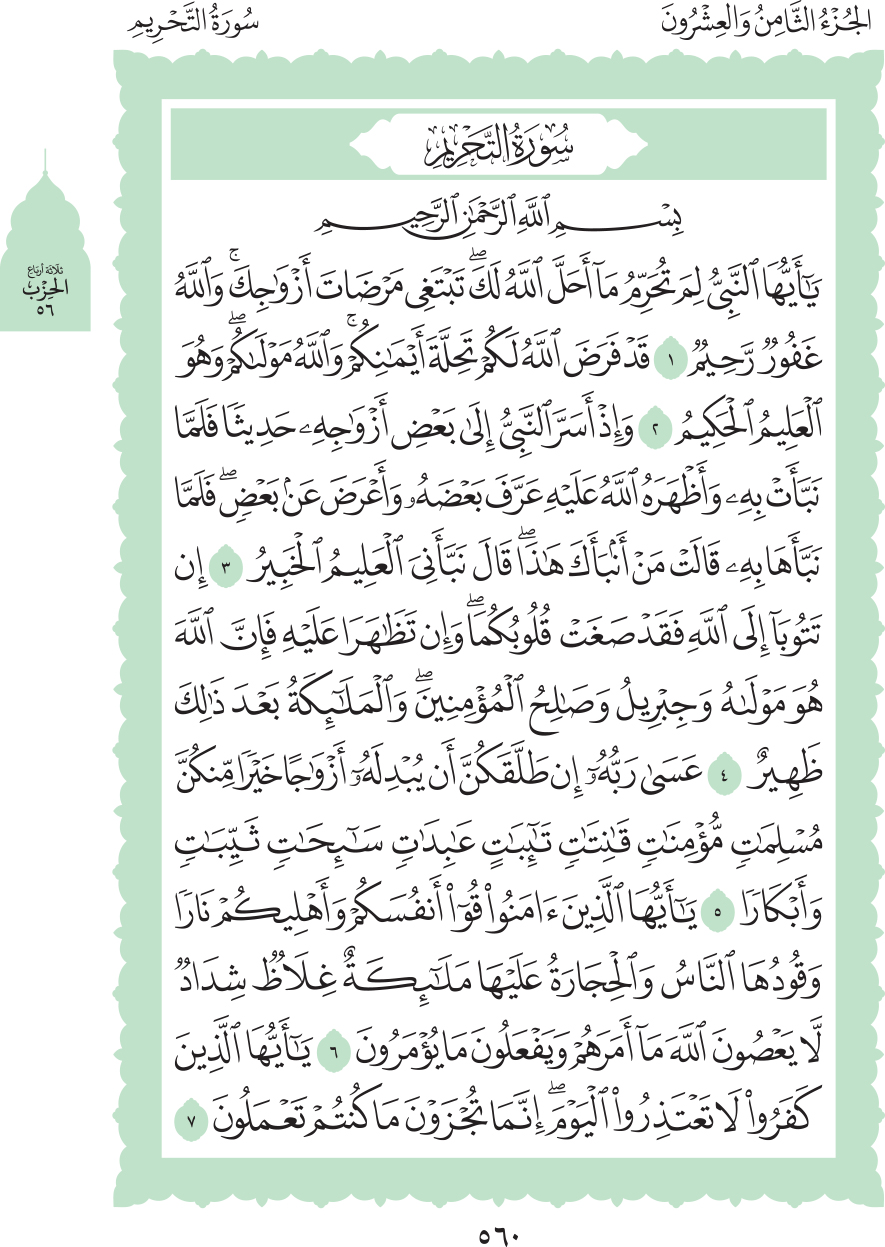 الجُزْءُ الثَّامِنُ وَالعِشْرُونَ
سُورَةُ التَّحْرِيمِ
سُورَةُ التَّحْرِيمِ
ثلاثة أرباع
الحِزْبُ
٥٦
بِسْمِ ٱللَّهِ ٱلرَّحْمَٰنِ ٱلرَّحِيمِ
يَٰٓأَيُّهَا ٱلنَّبِيُّ لِمَ تُحَرِّمُ مَآ أَحَلَّ ٱللَّهُ لَكَۖ تَبْتَغِي مَرْضَاتَ أَزْوَٰجِكَۚ وَٱللَّهُ
غَفُورٌ رَّحِيمٌ ١ قَدْ فَرَضَ ٱللَّهُ لَكُمْ تَحِلَّةَ أَيْمَٰنِكُمْۚ وَٱللَّهُ مَوْلَىٰكُمْۖ وَهُوَ
ٱلْعَلِيمُ ٱلْحَكِيمُ ٢ وَإِذْ أَسَرَّ ٱلنَّبِيُّ إِلَىٰ بَعْضِ أَزْوَٰجِهِۦ حَدِيثًا فَلَمَّا
نَبَّأَتْ بِهِۦ وَأَظْهَرَهُ ٱللَّهُ عَلَيْهِ عَرَّفَ بَعْضَهُۥ وَأَعْرَضَ عَنۢ بَعْضٍۖ فَلَمَّا
نَبَّأَهَا بِهِۦ قَالَتْ مَنْ أَنۢبَأَكَ هَٰذَاۖ قَالَ نَبَّأَنِيَ ٱلْعَلِيمُ ٱلْخَبِيرُ ٣ إِن
تَتُوبَآ إِلَى ٱللَّهِ فَقَدْ صَغَتْ قُلُوبُكُمَاۖ وَإِن تَظَٰهَرَا عَلَيْهِ فَإِنَّ ٱللَّهَ
هُوَ مَوْلَىٰهُ وَجِبْرِيلُ وَصَٰلِحُ ٱلْمُؤْمِنِينَۖ وَٱلْمَلَٰٓئِكَةُ بَعْدَ ذَٰلِكَ
ظَهِيرٌ ٤ عَسَىٰ رَبُّهُۥٓ إِن طَلَّقَكُنَّ أَن يُبْدِلَهُۥٓ أَزْوَٰجًا خَيْرًا مِّنكُنَّ
مُسْلِمَٰتٍ مُّؤْمِنَٰتٍ قَٰنِتَٰتٍ تَٰٓئِبَٰتٍ عَٰبِدَٰتٍ سَٰٓئِحَٰتٍ ثَيِّبَٰتٍ
وَأَبْكَارًا ٥ يَٰٓأَيُّهَا ٱلَّذِينَ ءَامَنُوا۟ قُوٓا۟ أَنفُسَكُمْ وَأَهْلِيكُمْ نَارًا
وَقُودُهَا ٱلنَّاسُ وَٱلْحِجَارَةُ عَلَيْهَا مَلَٰٓئِكَةٌ غِلَاظٌ شِدَادٌ
لَّا يَعْصُونَ ٱللَّهَ مَآ أَمَرَهُمْ وَيَفْعَلُونَ مَا يُؤْمَرُونَ ٦ يَٰٓأَيُّهَا ٱلَّذِينَ
كَفَرُوا۟ لَا تَعْتَذِرُوا۟ ٱلْيَوْمَۖ إِنَّمَا تُجْزَوْنَ مَا كُنتُمْ تَعْمَلُونَ ٧
٥٦٠